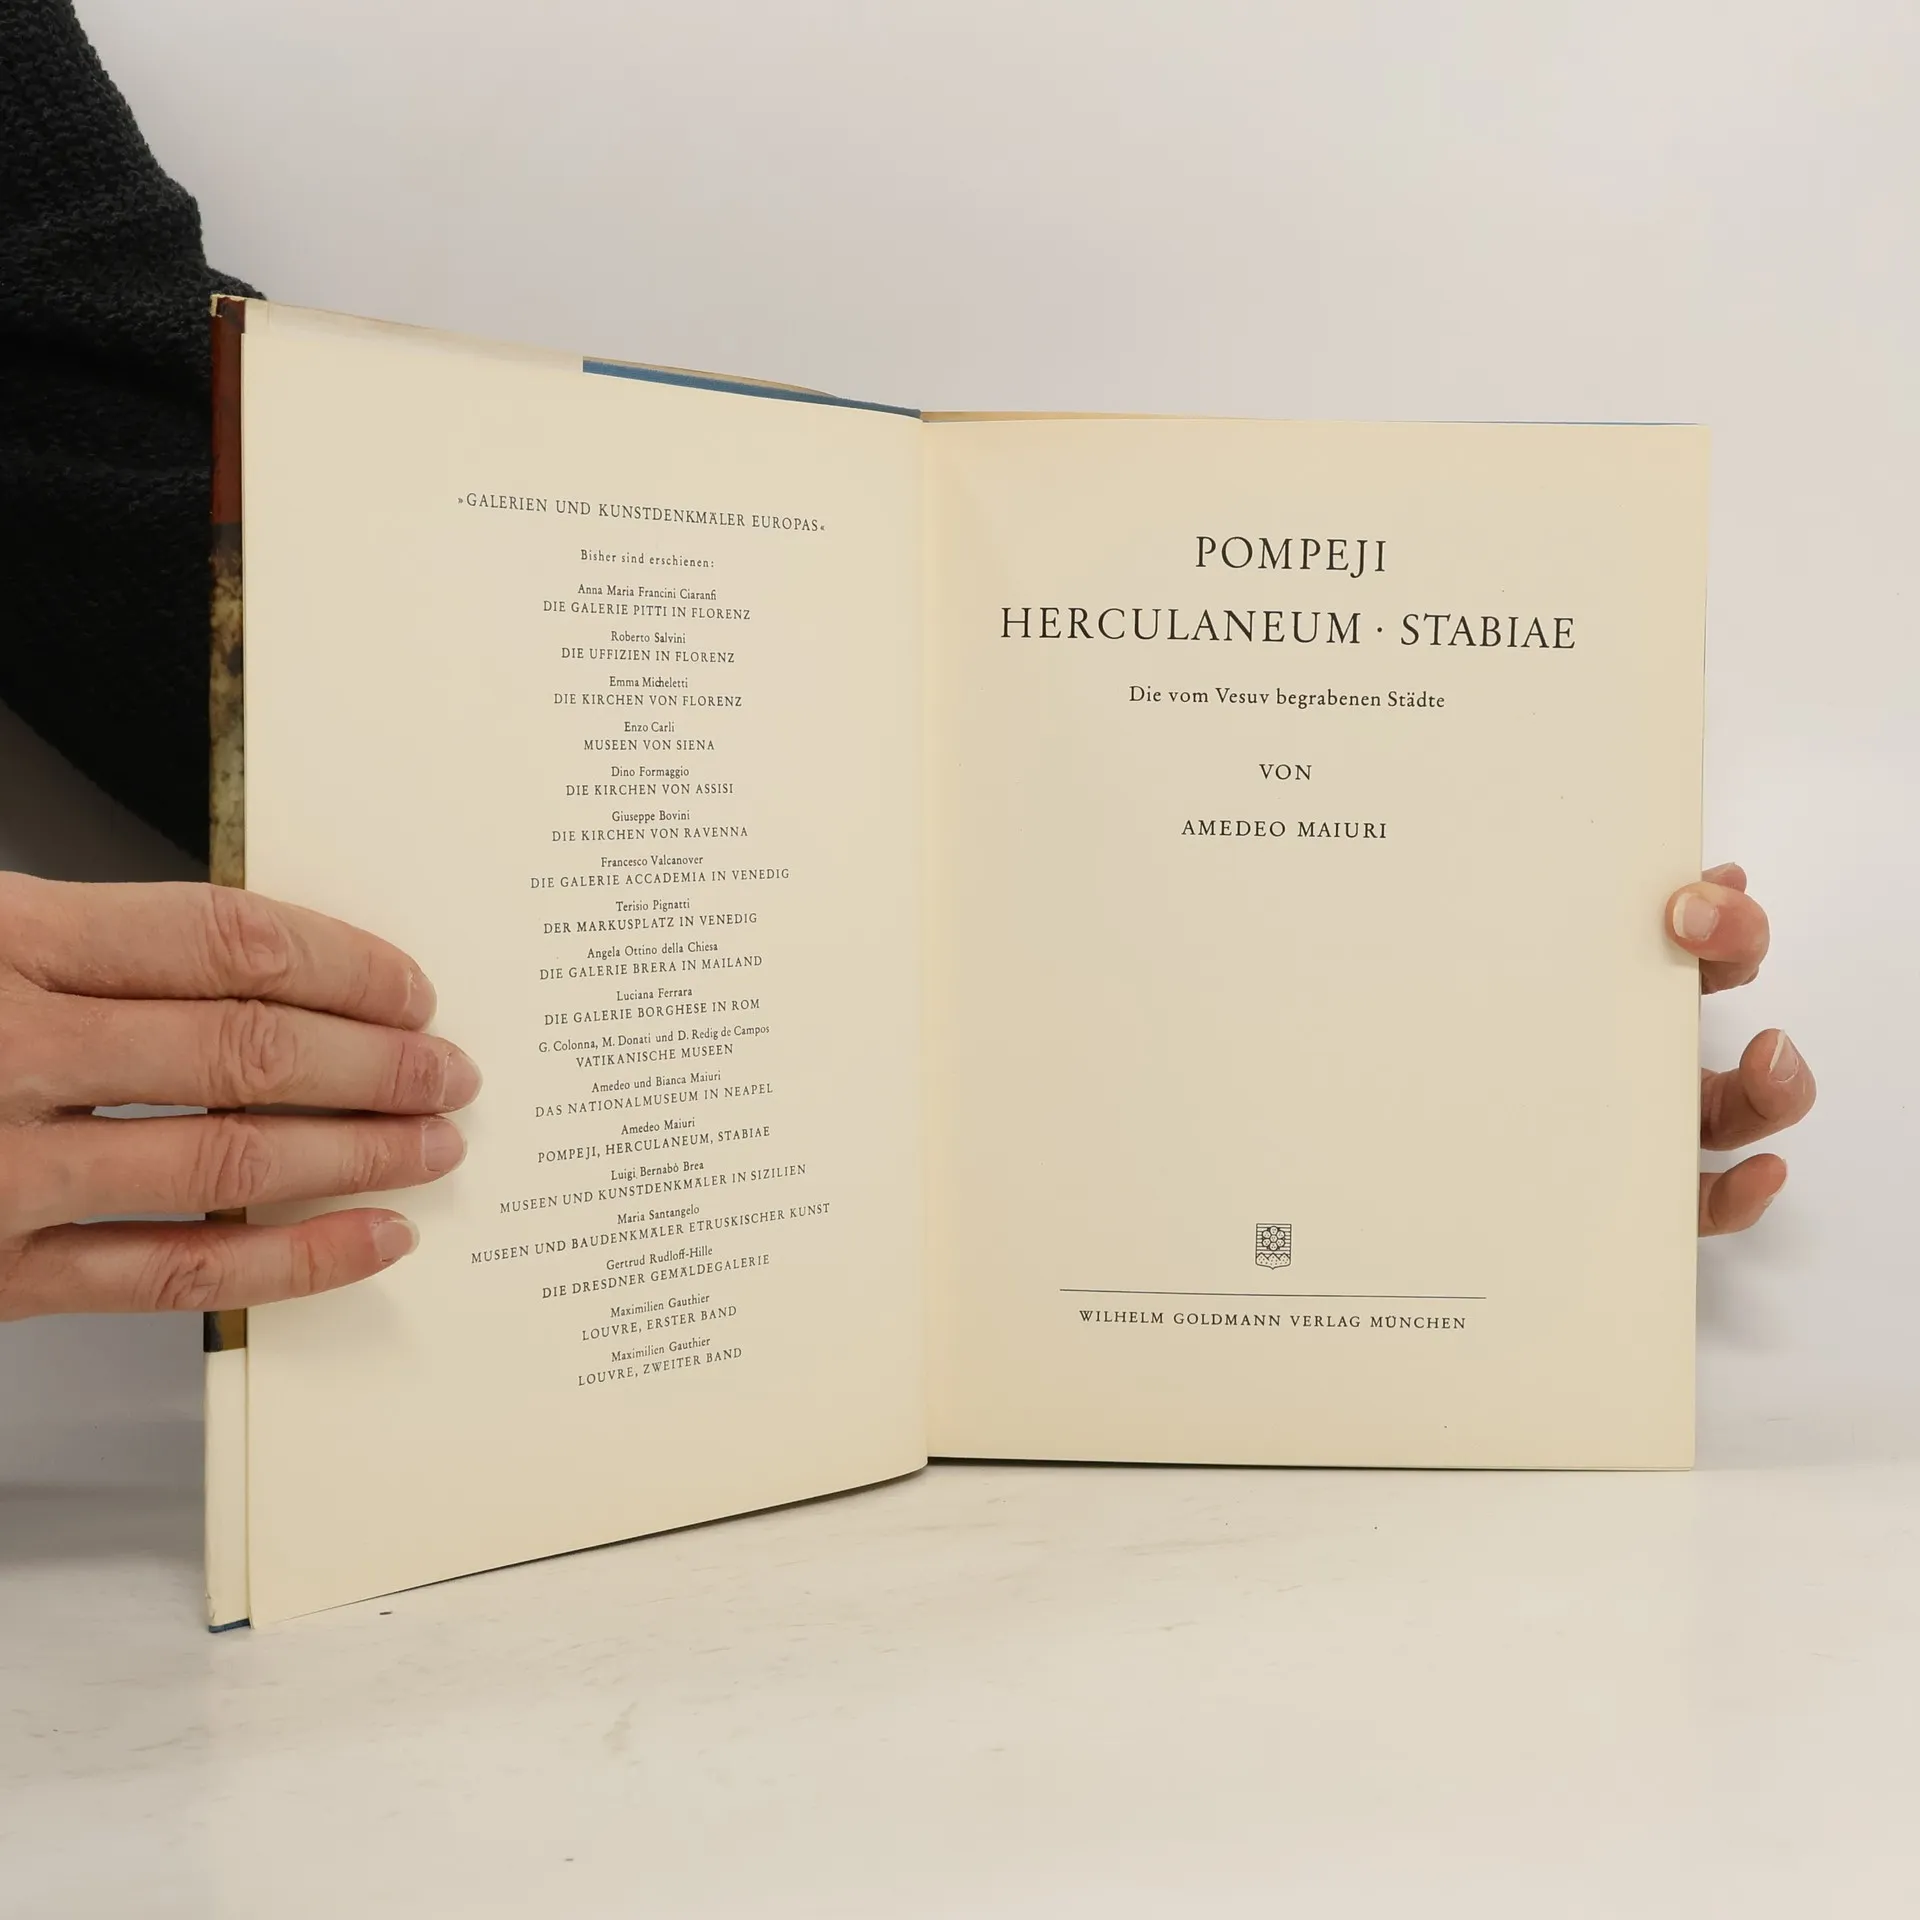 »GALERIEN UND KUNSTDENKMÄLER EUROPAS«
Bisher sind erschienen:
Anna Maria Francini Ciaranfi
DIE GALERIE PITTI IN FLORENZ
Roberto Salvini
DIE UFFIZIEN IN FLORENZ
Emma Micheletti
DIE KIRCHEN VON FLORENZ
Enzo Carli
MUSEEN VON SIENA
Dino Formaggio
DIE KIRCHEN VON ASSISI
Giuseppe Bovini
DIE KIRCHEN VON RAVENNA
Francesco Valcanover
DIE GALERIE ACCADEMIA IN VENEDIG
Terisio Pignatti
DER MARKUSPLATZ IN VENEDIG
Angela Ottino della Chiesa
DIE GALERIE BRERA IN MAILAND
Luciana Ferrara
DIE GALERIE BORGHESE IN ROM
G. Colonna, M. Donati und D. Redig de Campos
VATIKANISCHE MUSEEN
Amedeo und Bianca Maiuri
DAS NATIONALMUSEUM IN NEAPEL
Amedeo Maiuri
POMPEJI, HERCULANEUM, STABIAE
Luigi Bernabò Brea
MUSEEN UND KUNSTDENKMÄLER IN SIZILIEN
Maria Santangelo
MUSEEN UND BAUDENKMÄLER ETRUSKISCHER KUNST
Gertrud Rudloff-Hille
DIE DRESDNER GEMÄLDEGALERIE
Maximilien Gauthier
LOUVRE, ERSTER BAND
Maximilien Gauthier
LOUVRE, ZWEITER BAND
POMPEJI
HERCULANEUM · STABIAE
Die vom Vesuv begrabenen Städte
VON
AMEDEO MAIURI
WILHELM GOLDMANN VERLAG MÜNCHEN